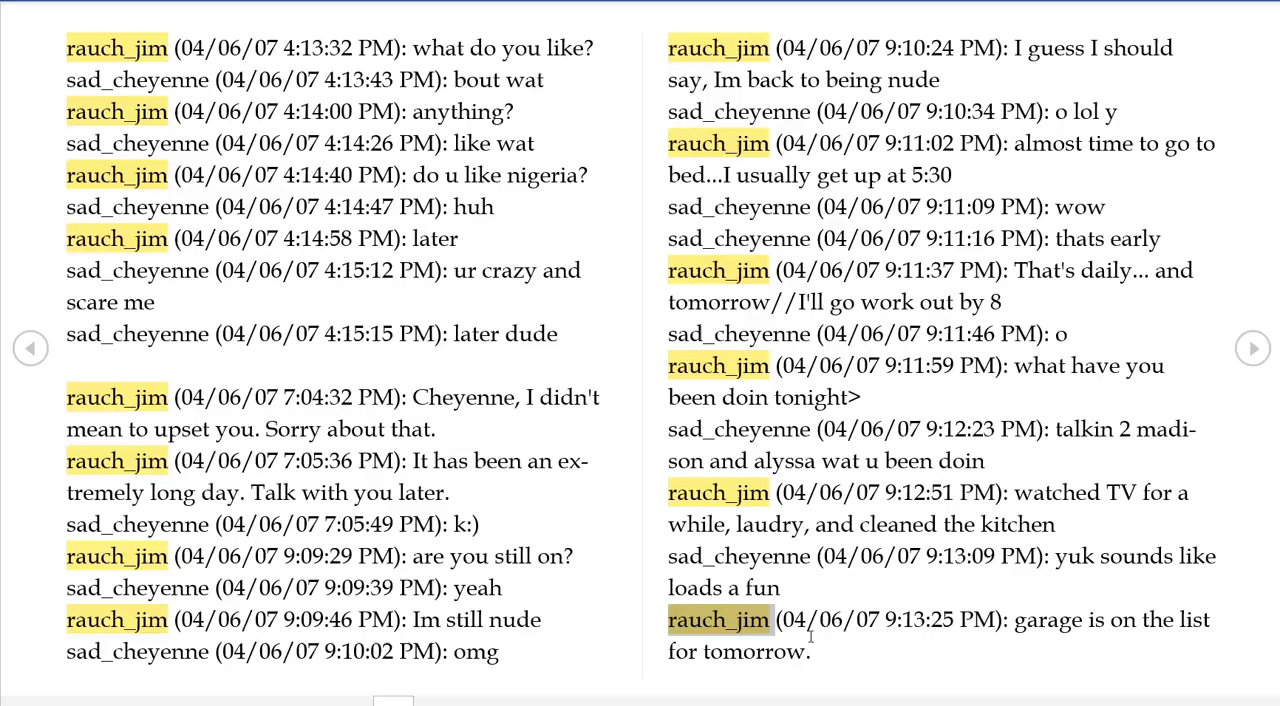 rauch_jim (04/06/07 4:13:32 PM): what do you like?
sad_cheyenne (04/06/07 4:13:43 PM): bout wat
rauch_jim (04/06/07 4:14:00 PM): anything?
sad_cheyenne (04/06/07 4:14:26 PM): like wat
rauch_jim (04/06/07 4:14:40 PM): do u like nigeria?
sad_cheyenne (04/06/07 4:14:47 PM): huh
rauch_jim (04/06/07 4:14:58 PM): later
sad_cheyenne (04/06/07 4:15:12 PM): ur crazy and
scare me
sad_cheyenne (04/06/07 4:15:15 PM): later dude
rauch_jim (04/06/07 7:04:32 PM): Cheyenne, I didn't
mean to upset you. Sorry about that.
rauch_jim (04/06/07 7:05:36 PM): It has been an ex-
tremely long day. Talk with you later.
sad_cheyenne (04/06/07 7:05:49 PM): k:)
rauch_jim (04/06/07 9:09:29 PM): are you still on?
sad_cheyenne (04/06/07 9:09:39 PM): yeah
rauch_jim (04/06/07 9:09:46 PM): Im still nude
sad_cheyenne (04/06/07 9:10:02 PM): omg
rauch_jim (04/06/07 9:10:24 PM): I guess I should
say, Im back to being nude
sad_cheyenne (04/06/07 9:10:34 PM): o lol y
rauch_jim (04/06/07 9:11:02 PM): almost time to go to
bed...I usually get up at 5:30
sad_cheyenne (04/06/07 9:11:09 PM): wow
sad_cheyenne (04/06/07 9:11:16 PM): thats early
rauch_jim (04/06/07 9:11:37 PM): That's daily... and
tomorrow//I'll go work out by 8
sad_cheyenne (04/06/07 9:11:46 PM): o
rauch_jim (04/06/07 9:11:59 PM): what have you
been doin tonight>
sad_cheyenne (04/06/07 9:12:23 PM): talkin 2 madi-
son and alyssa wat u been doin
rauch_jim (04/06/07 9:12:51 PM): watched TV for a
while, laudry, and cleaned the kitchen
sad_cheyenne (04/06/07 9:13:09 PM): yuk sounds like
loads a fun
rauch_jim (04/06/07 9:13:25 PM): garage is on the list
for tomorrow.